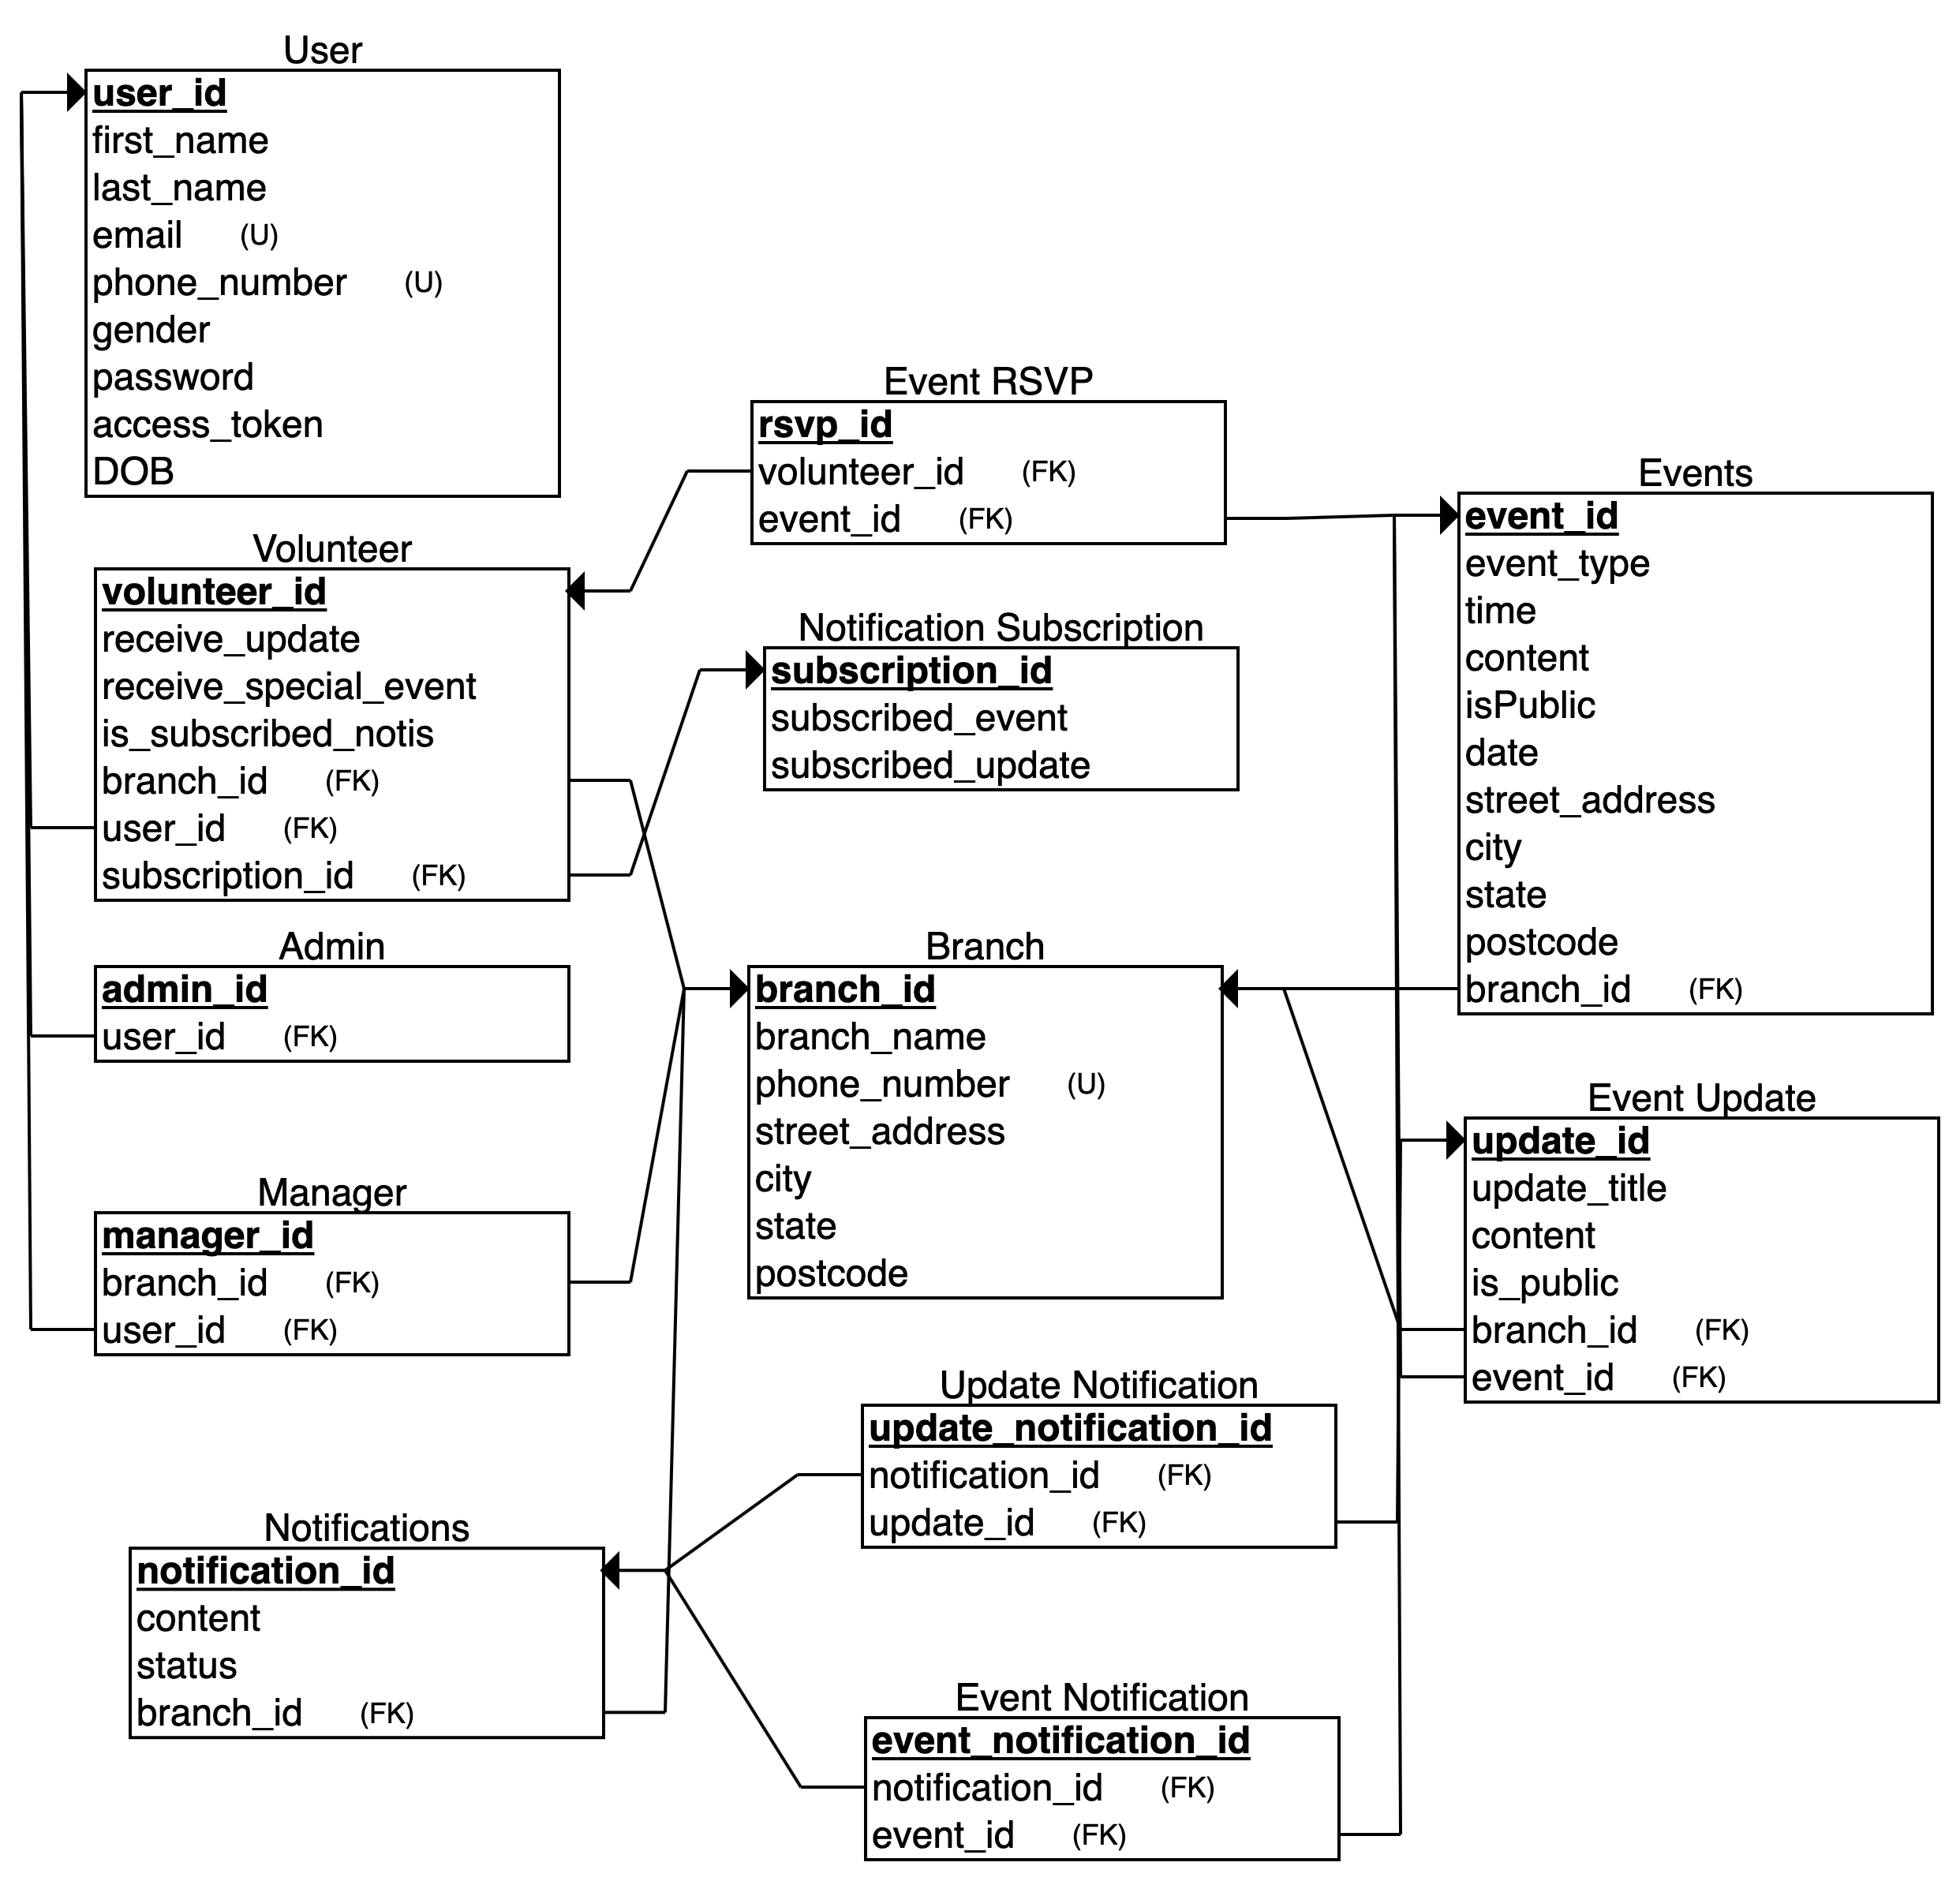 User
user_id
first_name
last_name
email (U)
phone_number (U)
gender
password
access_token
DOB
Volunteer
volunteer_id
receive_update
receive_special_event
is_subscribed_notis
branch_id (FK)
user_id (FK)
subscription_id (FK)
Admin
admin_id
user_id (FK)
Manager
manager_id
branch_id (FK)
user_id (FK)
Notifications
notification_id
content
status
branch_id (FK)
Event RSVP
rsvp_id
volunteer_id (FK)
event_id (FK)
Notification Subscription
subscription_id
subscribed_event
subscribed_update
Branch
branch_id
branch_name
phone_number (U)
street_address
city
state
postcode
Update Notification
update_notification_id
notification_id (FK)
update_id (FK)
Event Notification
event_notification_id
notification_id (FK)
event_id (FK)
Events
event_id
event_type
time
content
isPublic
date
street_address
city
state
postcode
branch_id (FK)
Event Update
update_id
update_title
content
is_public
branch_id (FK)
event_id (FK)